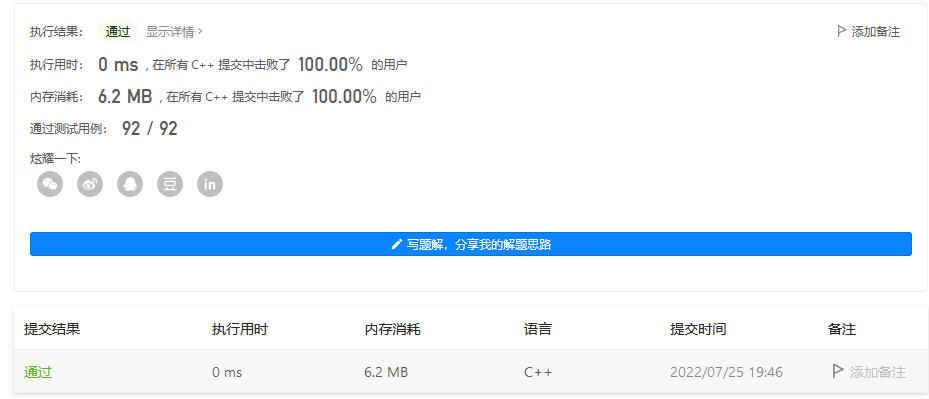 执行结果： 通过 显示详情 › 添加备注
执行用时： 0 ms , 在所有 C++ 提交中击败了 100.00% 的用户
内存消耗： 6.2 MB , 在所有 C++ 提交中击败了 100.00% 的用户
通过测试用例： 92 / 92
炫耀一下:
豆 in
写题解，分享我的解题思路
提交结果 执行用时 内存消耗 语言 提交时间 备注
通过 0 ms 6.2 MB C++ 2022/07/25 19:46 添加备注